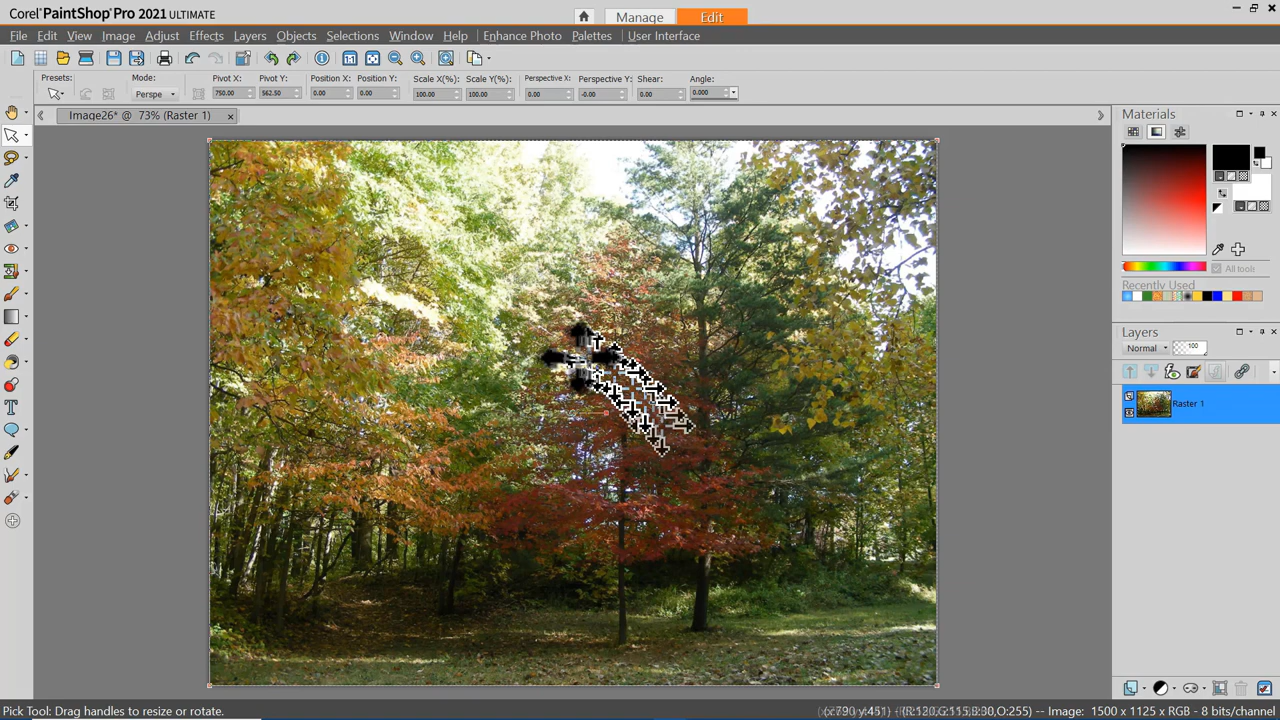 Corel® PaintShop® Pro 2021 ULTIMATE
Manage
Edit
File Edit View Image Adjust Effects Layers Objects Selections Window Help Enhance Photo Palettes User Interface
Presets: Mode: Pivot X: Pivot Y: Position X: Position Y: Scale X(%): Scale Y(%): Perspective X: Perspective Y: Shear: Angle:
Perspe 750.00 562.50 0.00 0.00 100.00 100.00 0.00 -0.00 0.00 0.000
Image26* @ 73% (Raster 1)
Materials
All tools
Recently Used
Layers
Normal 100
Raster 1
Pick Tool: Drag handles to resize or rotate.
-- Image: 1500 x 1125 x RGB - 8 bits/channel